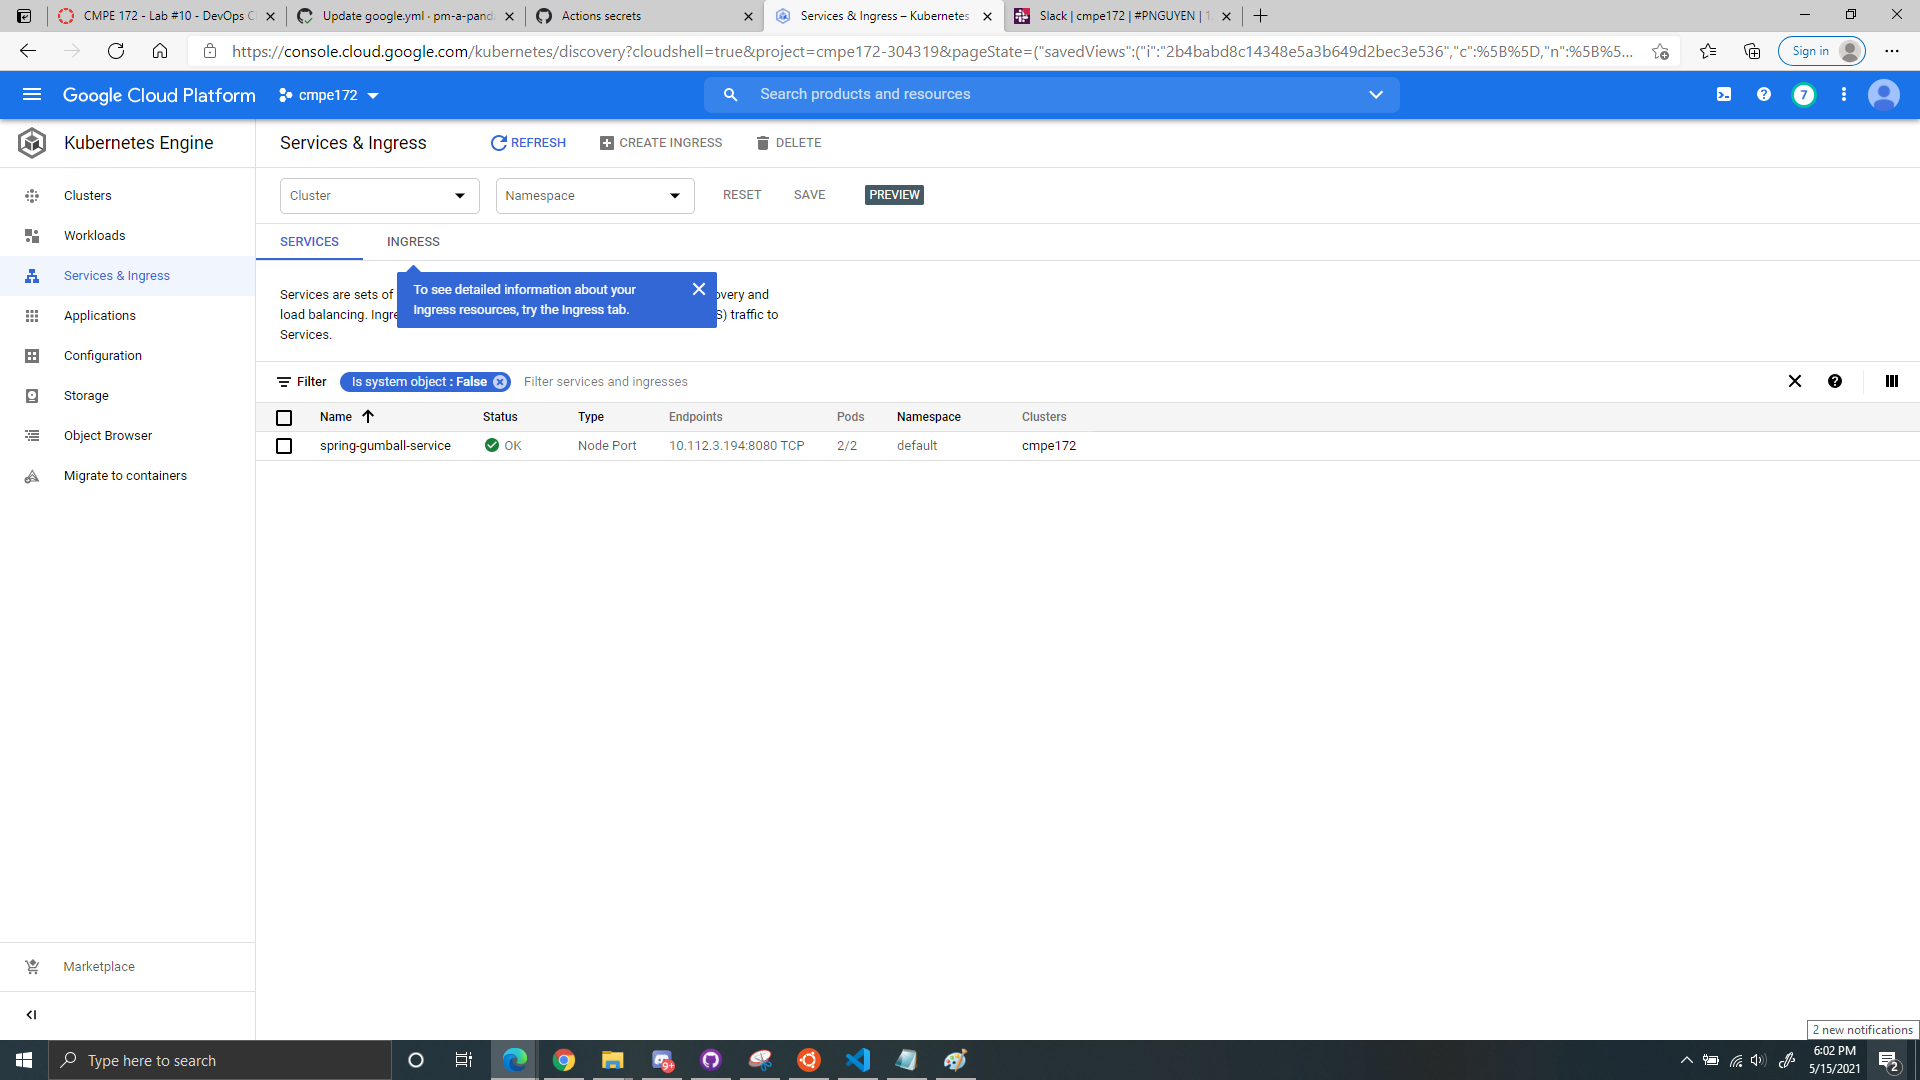 CMPE 172 - Lab #10 - DevOps C
Update google.yml · pm-a-pand
Actions secrets
Services & Ingress – Kubernetes
Slack | cmpe172 | #PNGUYEN | 1
https://console.cloud.google.com/kubernetes/discovery?cloudshell=true&project=cmpe172-304319&pageState=("savedViews":("i":"2b4babd8c14348e5a3b649d2bec3e536","c":%5B%5D,"n":%5B%5...
Sign in
Google Cloud Platform
cmpe172
Search products and resources
7
Kubernetes Engine
Services & Ingress
REFRESH
CREATE INGRESS
DELETE
Clusters
Workloads
Services & Ingress
Applications
Configuration
Storage
Object Browser
Migrate to containers
Marketplace
Cluster
Namespace
RESET
SAVE
PREVIEW
SERVICES
INGRESS
Services are sets of
overy and
load balancing. Ingre
S) traffic to
Services.
To see detailed information about your
Ingress resources, try the Ingress tab.
Filter
Is system object : False
Filter services and ingresses
Name Status Type Endpoints Pods Namespace Clusters
spring-gumball-service OK Node Port 10.112.3.194:8080 TCP 2/2 default cmpe172
2 new notifications
Type here to search
9+
6:02 PM
5/15/2021
2